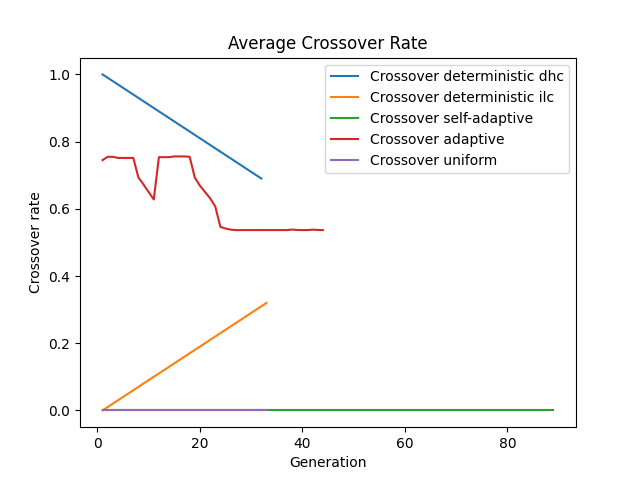 Average Crossover Rate
Crossover deterministic dhc
Crossover deterministic ilc
Crossover self-adaptive
Crossover adaptive
Crossover uniform
Crossover rate
1.0
0.8
0.6
0.4
0.2
0.0
0 20 40 60 80
Generation